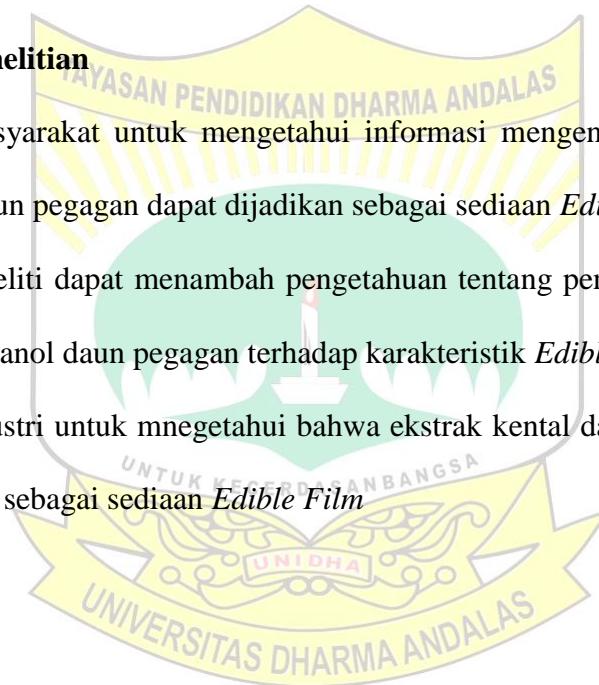 nelitian
YAYASAN PENDIDIKAN DHARMA ANDALAS
syarakat untuk mengetahui informasi mengen
un pegagan dapat dijadikan sebagai sediaan Edi
eliti dapat menambah pengetahuan tentang per
anol daun pegagan terhadap karakteristik Edible
ustri untuk mnegetahui bahwa ekstrak kental da
UNTUK KECERDASAN BANGSA
sebagai sediaan Edible Film
UNIDHA
UNIVERSITAS DHARMA ANDALAS